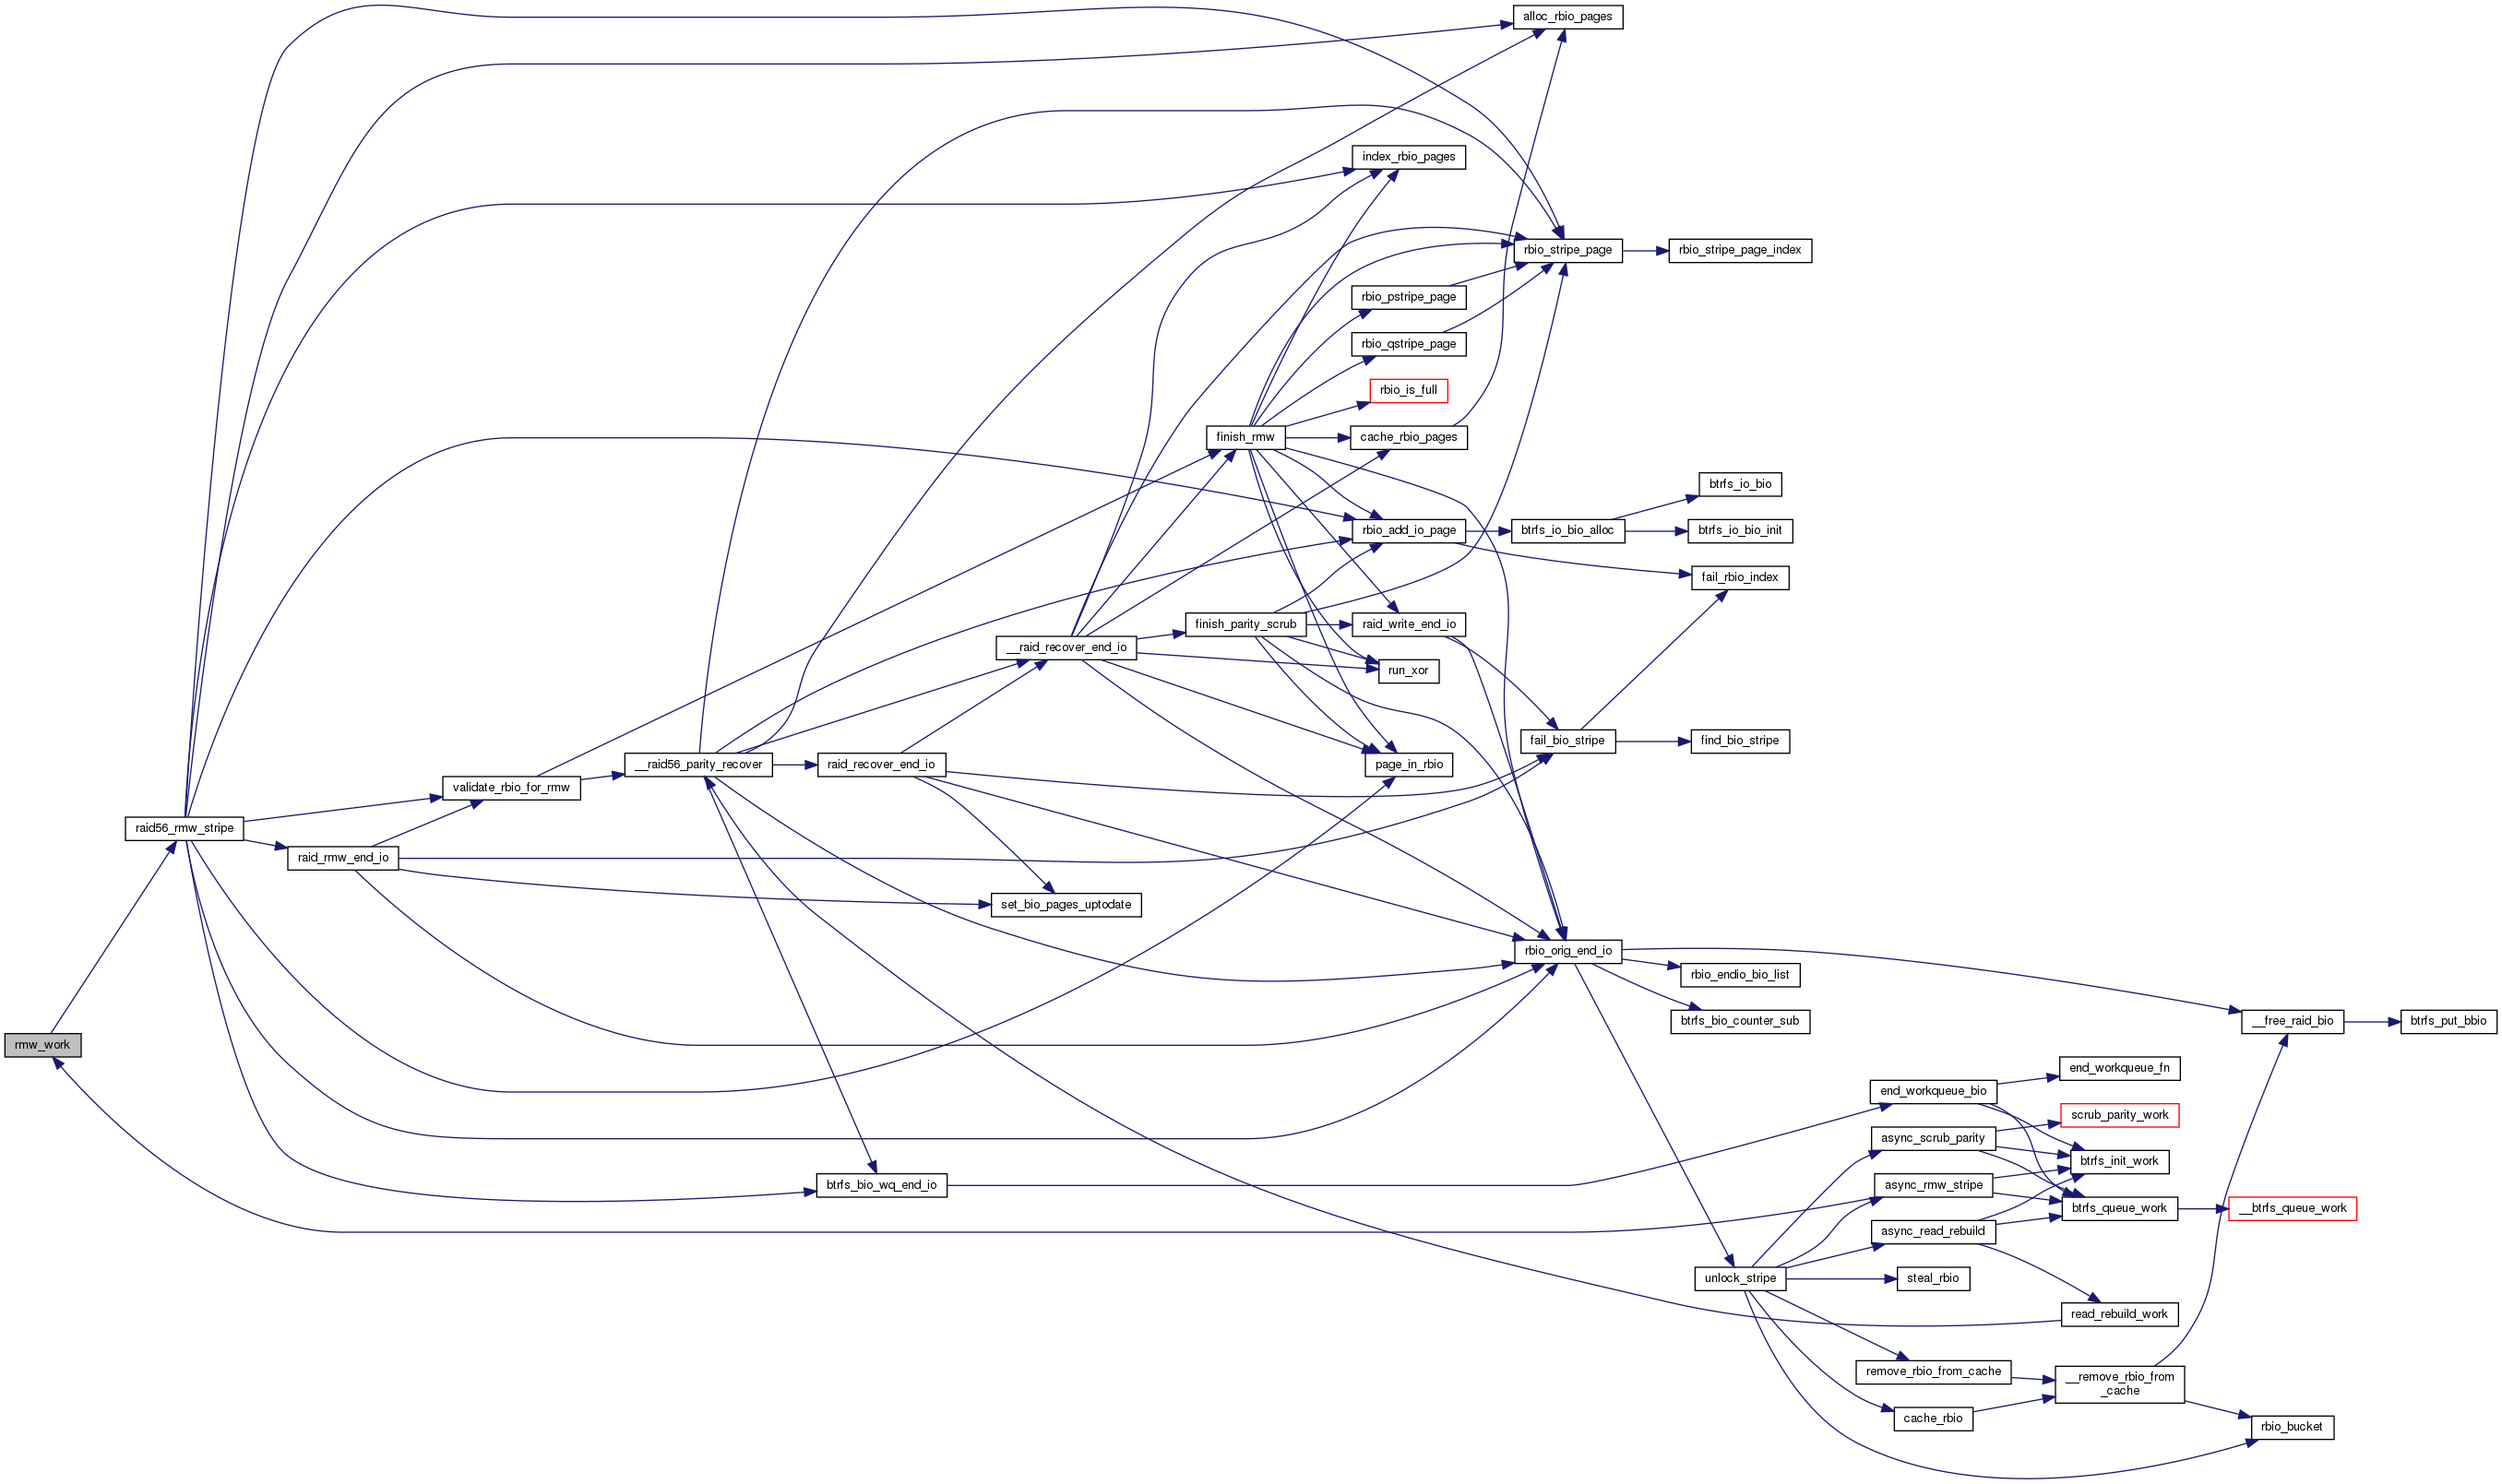 alloc_rbio_pages
index_rbio_pages
rbio_stripe_page
rbio_stripe_page_index
rbio_pstripe_page
rbio_qstripe_page
rbio_is_full
finish_rmw
cache_rbio_pages
btrfs_io_bio
rbio_add_io_page
btrfs_io_bio_alloc
btrfs_io_bio_init
fail_rbio_index
finish_parity_scrub
raid_write_end_io
__raid_recover_end_io
run_xor
fail_bio_stripe
find_bio_stripe
__raid56_parity_recover
raid_recover_end_io
page_in_rbio
validate_rbio_for_rmw
raid56_rmw_stripe
raid_rmw_end_io
set_bio_pages_uptodate
rbio_orig_end_io
rbio_endio_bio_list
btrfs_bio_counter_sub
__free_raid_bio
btrfs_put_bbio
rmw_work
end_workqueue_fn
end_workqueue_bio
scrub_parity_work
async_scrub_parity
btrfs_init_work
btrfs_bio_wq_end_io
async_rmw_stripe
btrfs_queue_work
__btrfs_queue_work
async_read_rebuild
unlock_stripe
steal_rbio
read_rebuild_work
remove_rbio_from_cache
__remove_rbio_from
_cache
cache_rbio
rbio_bucket